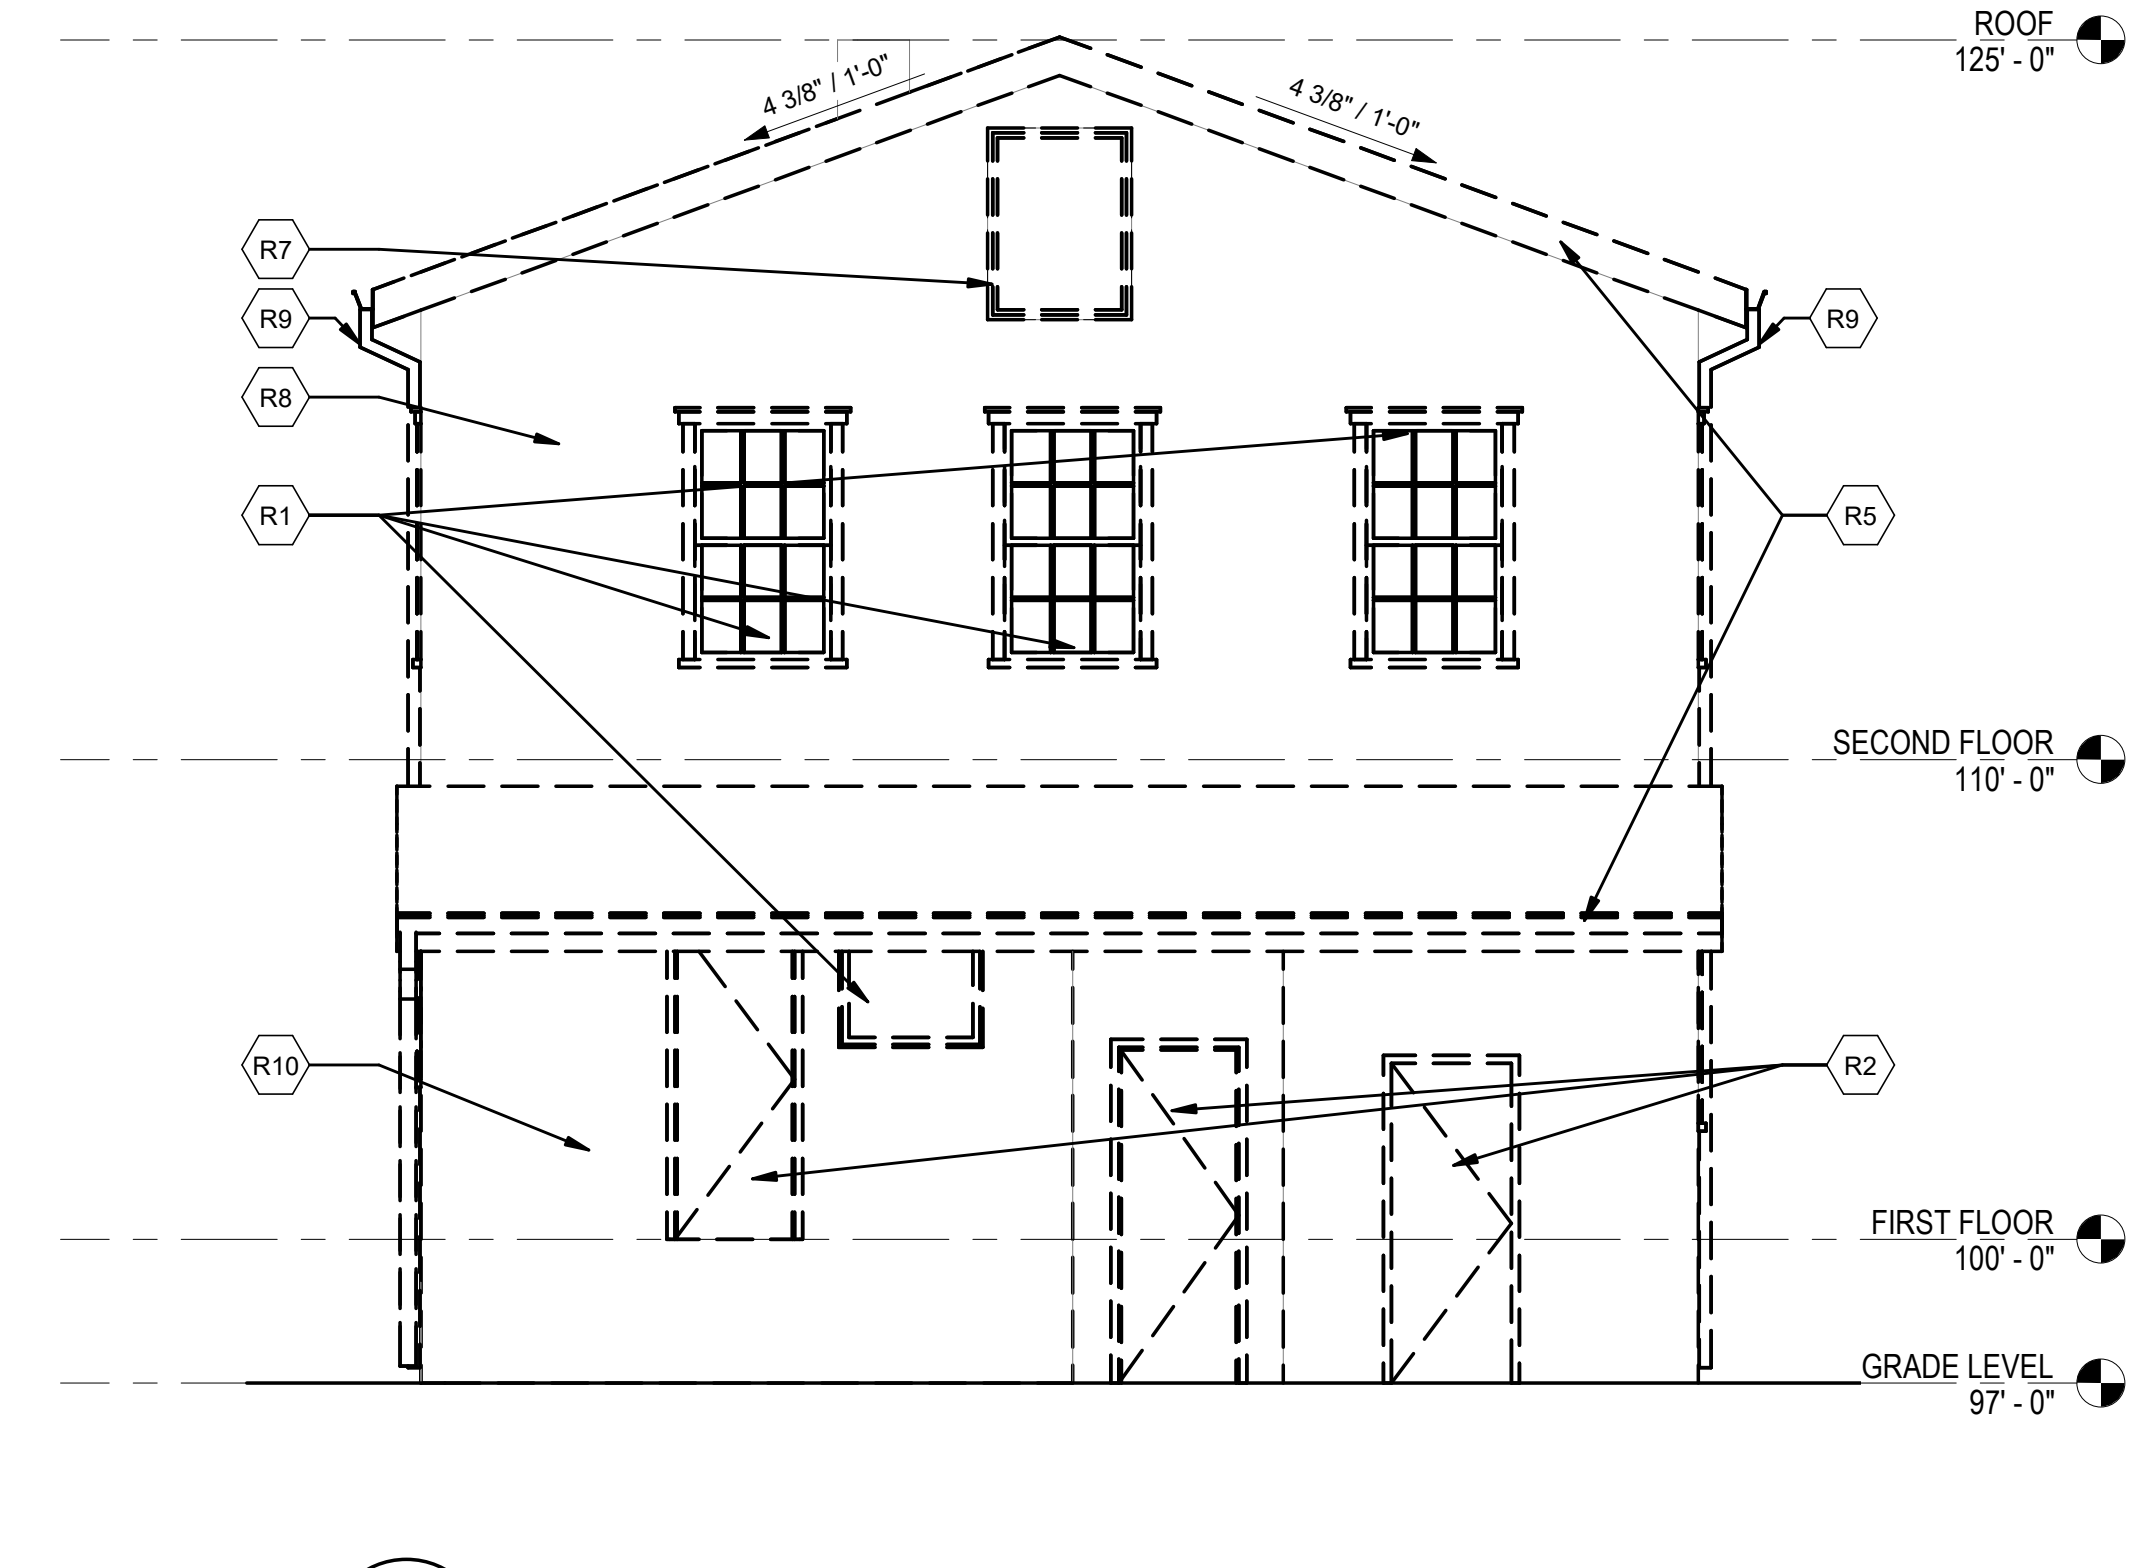 ROOF
125' - 0"
4 3/8" / 1'-0"
4 3/8" / 1'-0"
R7
R9
R9
R8
R1
R5
SECOND FLOOR
110' - 0"
R10
R2
FIRST FLOOR
100' - 0"
GRADE LEVEL
97' - 0"